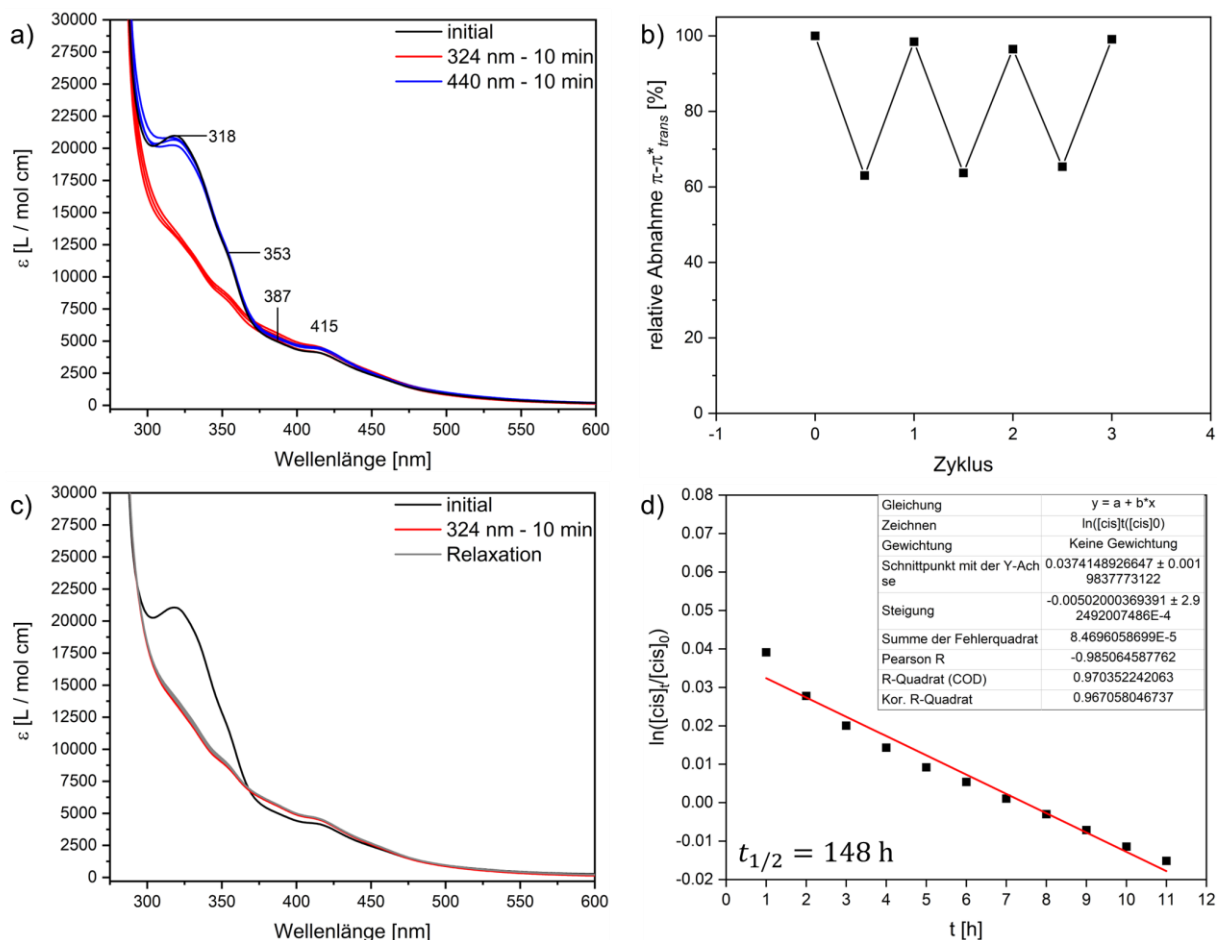 a)
30000
27500
25000
22500
20000
17500
15000
12500
10000
7500
5000
2500
0
ε [L / mol cm]
initial
324 nm - 10 min
440 nm - 10 min
318
353
387
415
300 350 400 450 500 550 600
Wellenlänge [nm]
b)
100
80
60
40
20
0
relative Abnahme π-π*trans [%]
-1 0 1 2 3 4
Zyklus
c)
30000
27500
25000
22500
20000
17500
15000
12500
10000
7500
5000
2500
0
ε [L / mol cm]
initial
324 nm - 10 min
Relaxation
300 350 400 450 500 550 600
Wellenlänge [nm]
d)
0.08
0.07
0.06
0.05
0.04
0.03
0.02
0.01
0.00
-0.01
-0.02
ln([cis]t/[cis]0)
Gleichung y = a + b*x
Zeichnen ln([cis]t([cis]0)
Gewichtung Keine Gewichtung
Schnittpunkt mit der Y-Ach
se
0.0374148926647 ± 0.001
9837773122
Steigung
-0.00502000369391 ± 2.9
2492007486E-4
Summe der Fehlerquadrat 8.4696058699E-5
Pearson R -0.985064587762
R-Quadrat (COD) 0.970352242063
Kor. R-Quadrat 0.967058046737
t1/2 = 148 h
0 1 2 3 4 5 6 7 8 9 10 11 12
t [h]